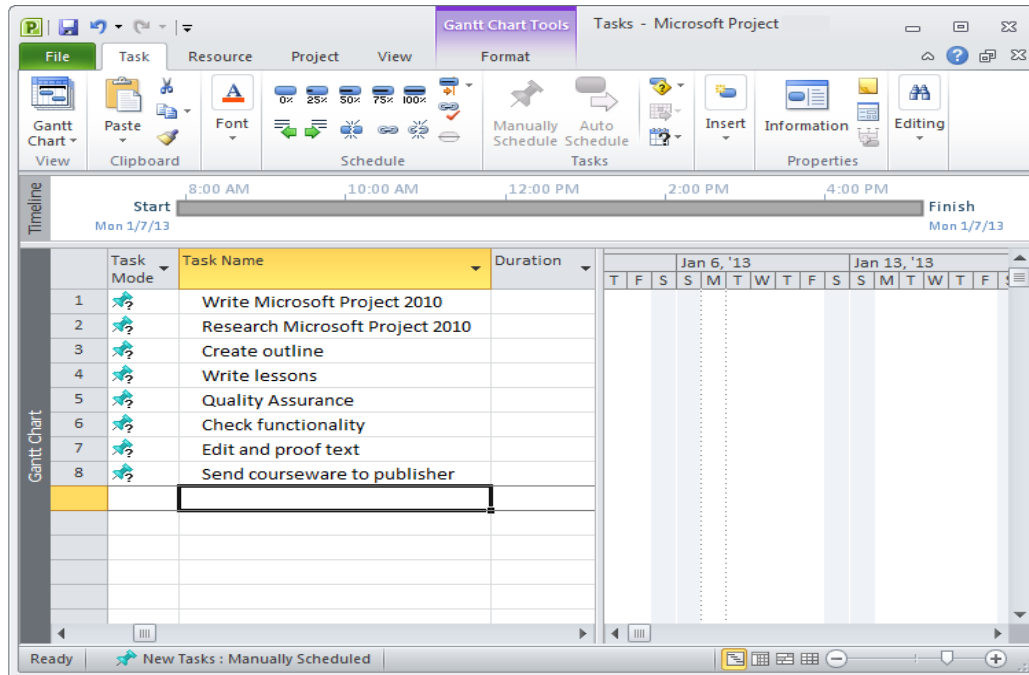 P
Gantt Chart Tools
Tasks - Microsoft Project
File Task Resource Project View Format
?
0% 25% 50% 75% 100%
Gantt Chart
Paste
Font
Manually Schedule
Auto Schedule
Insert
Information
Editing
View Clipboard Schedule Tasks Properties
Timeline
8:00 AM 10:00 AM 12:00 PM 2:00 PM 4:00 PM
Start
Mon 1/7/13
Finish
Mon 1/7/13
Gantt Chart
Task Mode Task Name Duration
Jan 6, '13 Jan 13, '13
T F S S M T W T F S S M T W T F S
1 Write Microsoft Project 2010
2 Research Microsoft Project 2010
3 Create outline
4 Write lessons
5 Quality Assurance
6 Check functionality
7 Edit and proof text
8 Send courseware to publisher
Ready New Tasks : Manually Scheduled